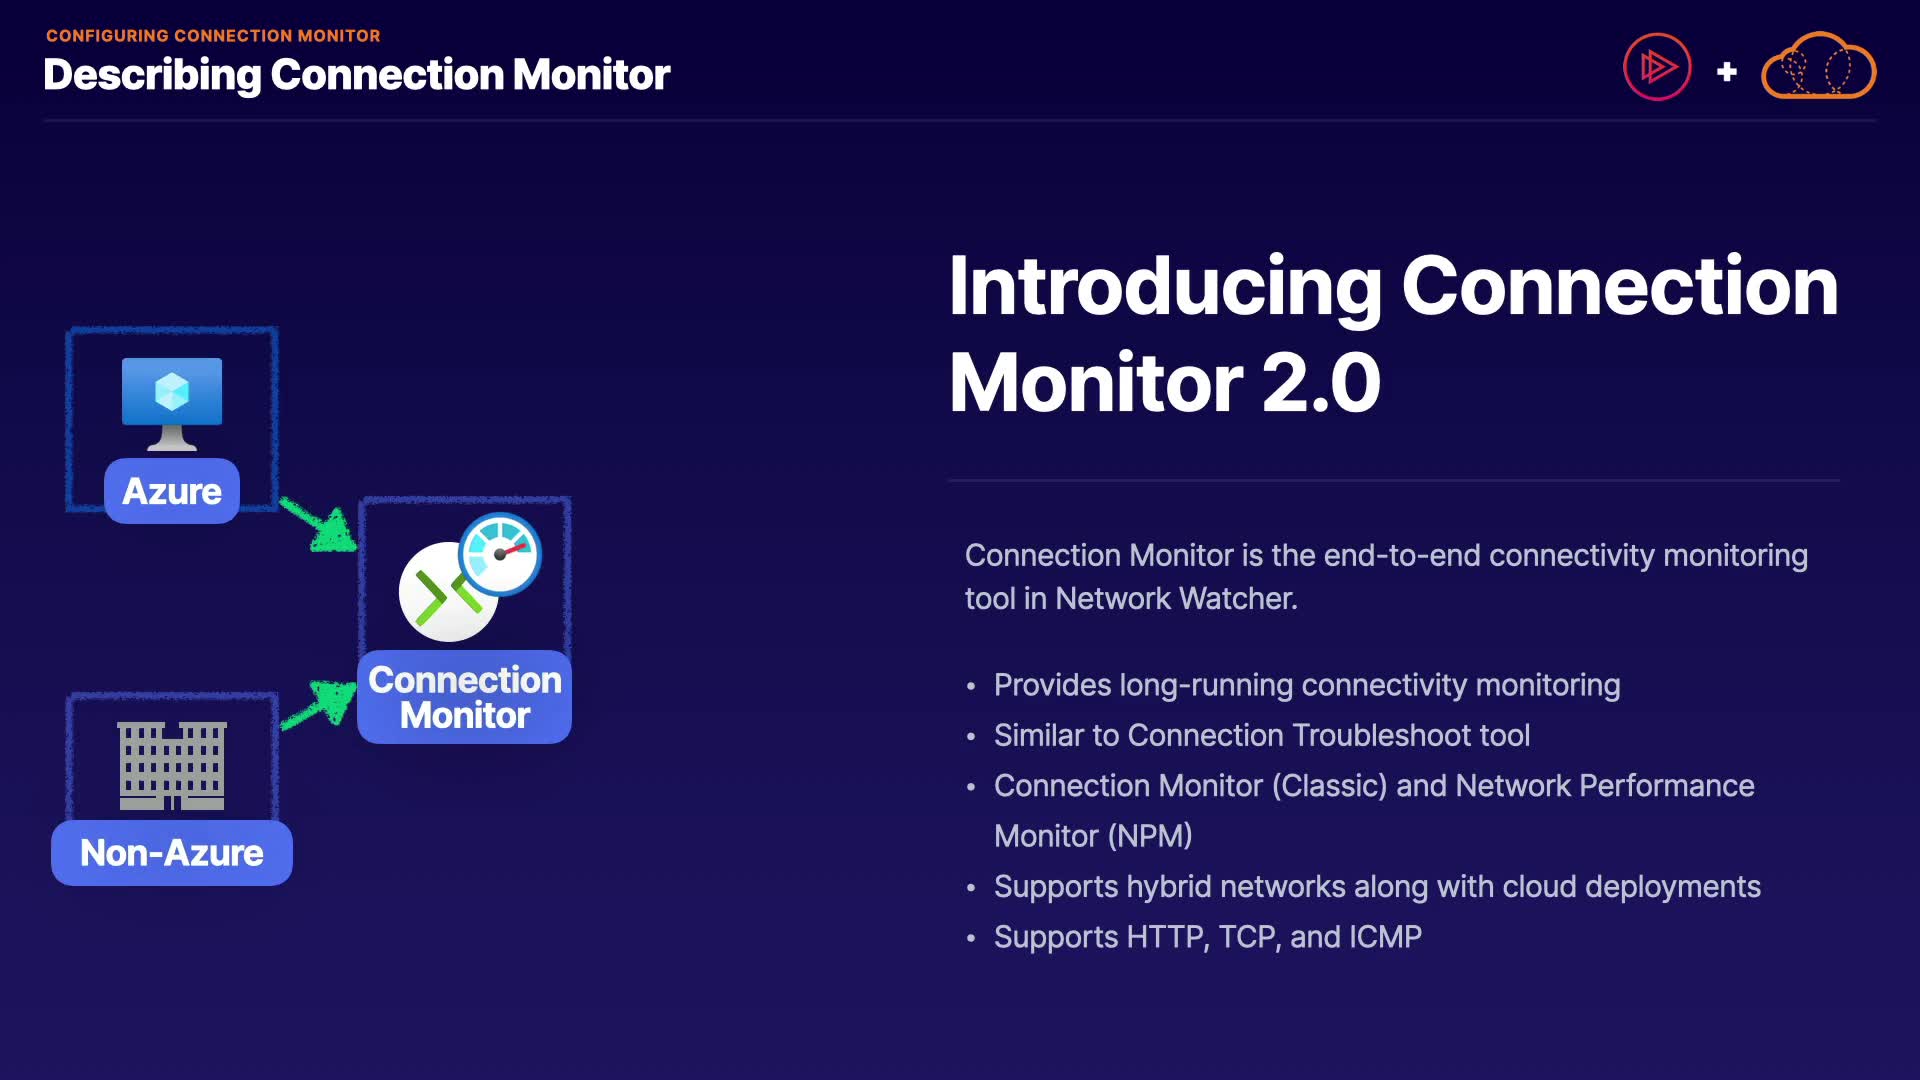 CONFIGURING CONNECTION MONITOR
Describing Connection Monitor
Azure
Connection
Monitor
Non-Azure
Introducing Connection
Monitor 2.0
Connection Monitor is the end-to-end connectivity monitoring
tool in Network Watcher.
• Provides long-running connectivity monitoring
• Similar to Connection Troubleshoot tool
• Connection Monitor (Classic) and Network Performance
Monitor (NPM)
• Supports hybrid networks along with cloud deployments
• Supports HTTP, TCP, and ICMP